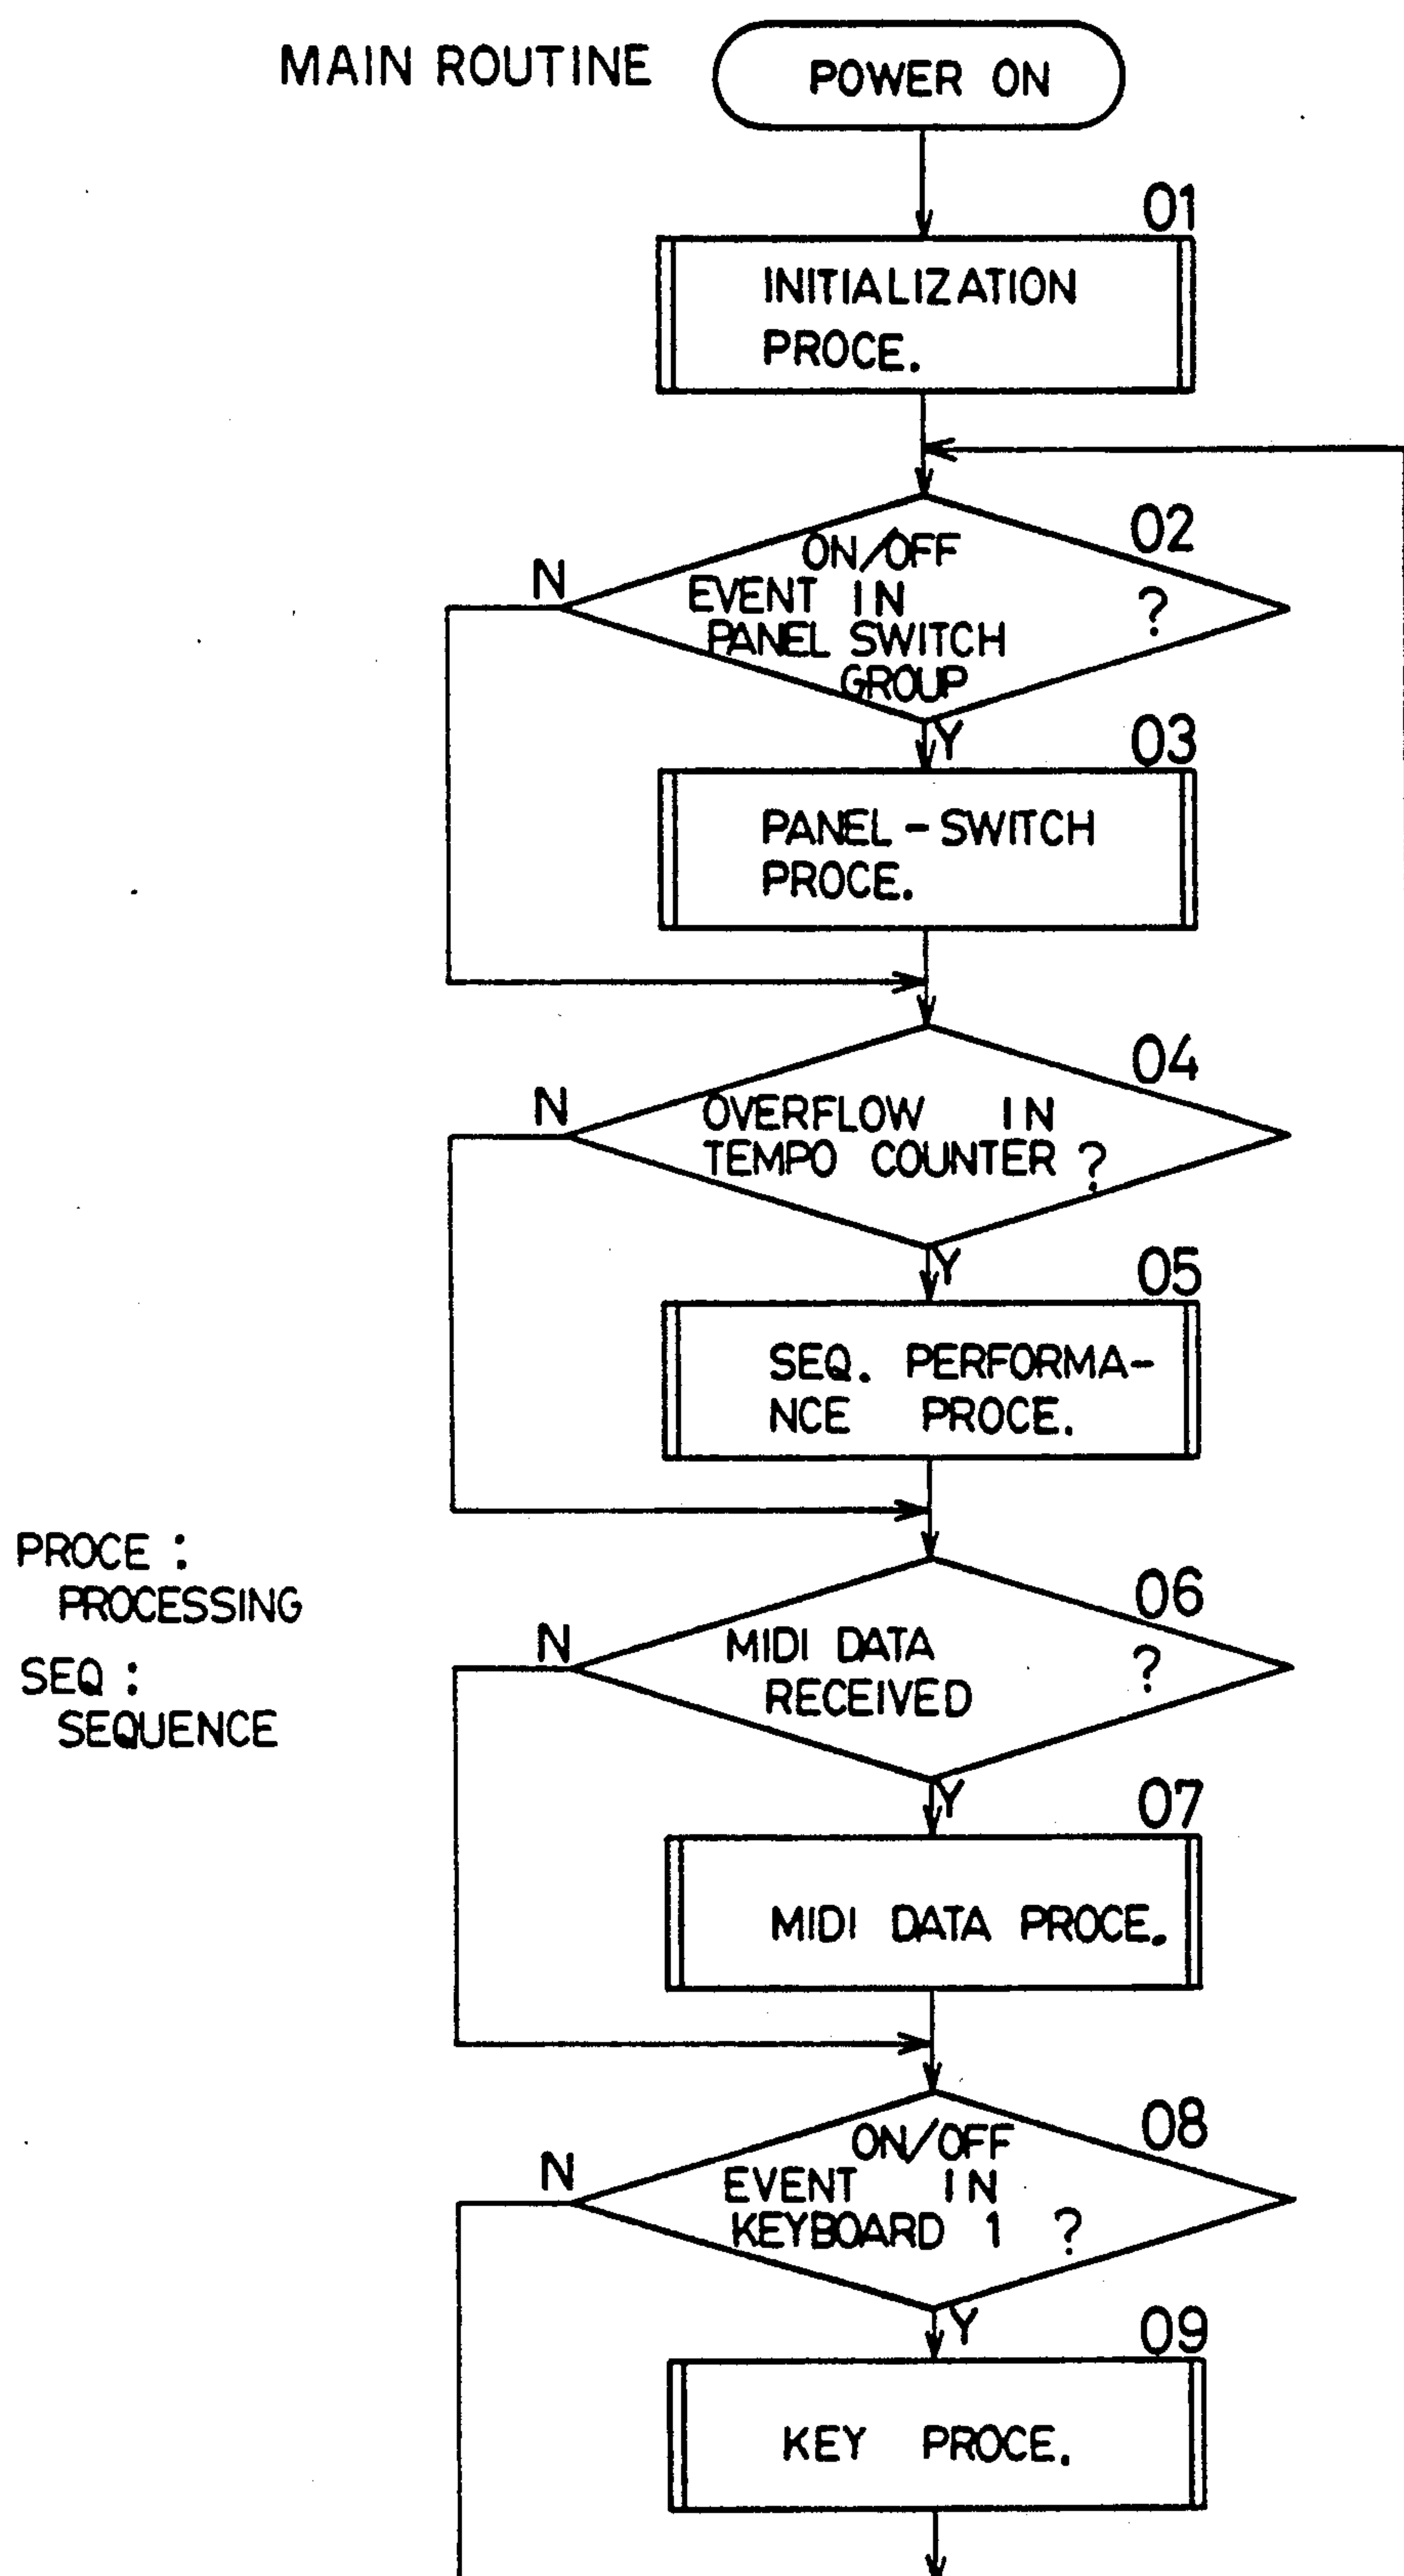 MAIN ROUTINE
POWER ON
01
INITIALIZATION
PROCE.
02
N
ON/OFF
EVENT IN
PANEL SWITCH
GROUP
?
Y
03
PANEL-SWITCH
PROCE.
04
N
OVERFLOW IN
TEMPO COUNTER ?
Y
05
SEQ. PERFORMA-
NCE PROCE.
PROCE :
PROCESSING
SEQ :
SEQUENCE
06
N
MIDI DATA
RECEIVED
?
Y
07
MIDI DATA PROCE.
08
N
ON/OFF
EVENT IN
KEYBOARD 1 ?
Y
09
KEY PROCE.